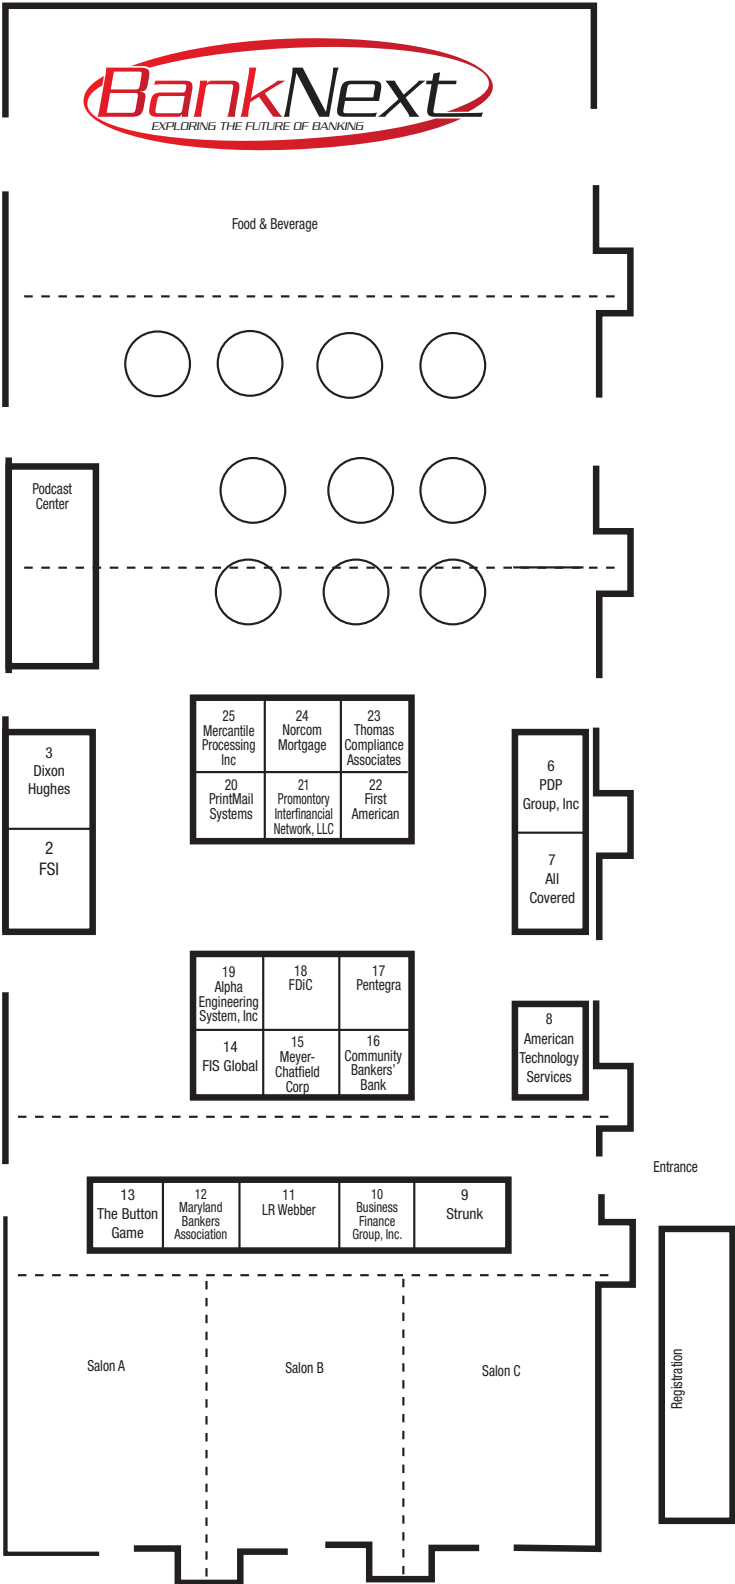 BankNext
EXPLORING THE FUTURE OF BANKING
Food & Beverage
Podcast
Center
25
Mercantile
Processing
Inc
24
Norcom
Mortgage
23
Thomas
Compliance
Associates
3
Dixon
Hughes
6
PDP
Group, Inc
20
PrintMail
Systems
21
Promontory
Interfinancial
Network, LLC
22
First
American
2
FSI
7
All
Covered
19
Alpha
Engineering
System, Inc
18
FDiC
17
Pentegra
8
American
Technology
Services
14
FIS Global
15
Meyer-
Chatfield
Corp
16
Community
Bankers'
Bank
Entrance
13
The Button
Game
12
Maryland
Bankers
Association
11
LR Webber
10
Business
Finance
Group, Inc.
9
Strunk
Salon A
Salon B
Salon C
Registration